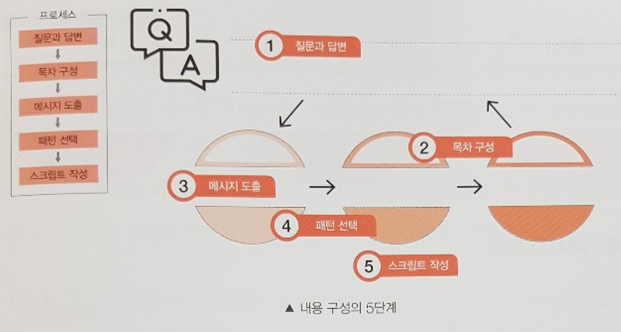 프로세스
질문과 답변
목차 구성
메시지 도출
패턴 선택
스크립트 작성
Q
A
1 질문과 답변
2 목차 구성
3 메시지 도출
4 패턴 선택
5 스크립트 작성
▲ 내용 구성의 5단계